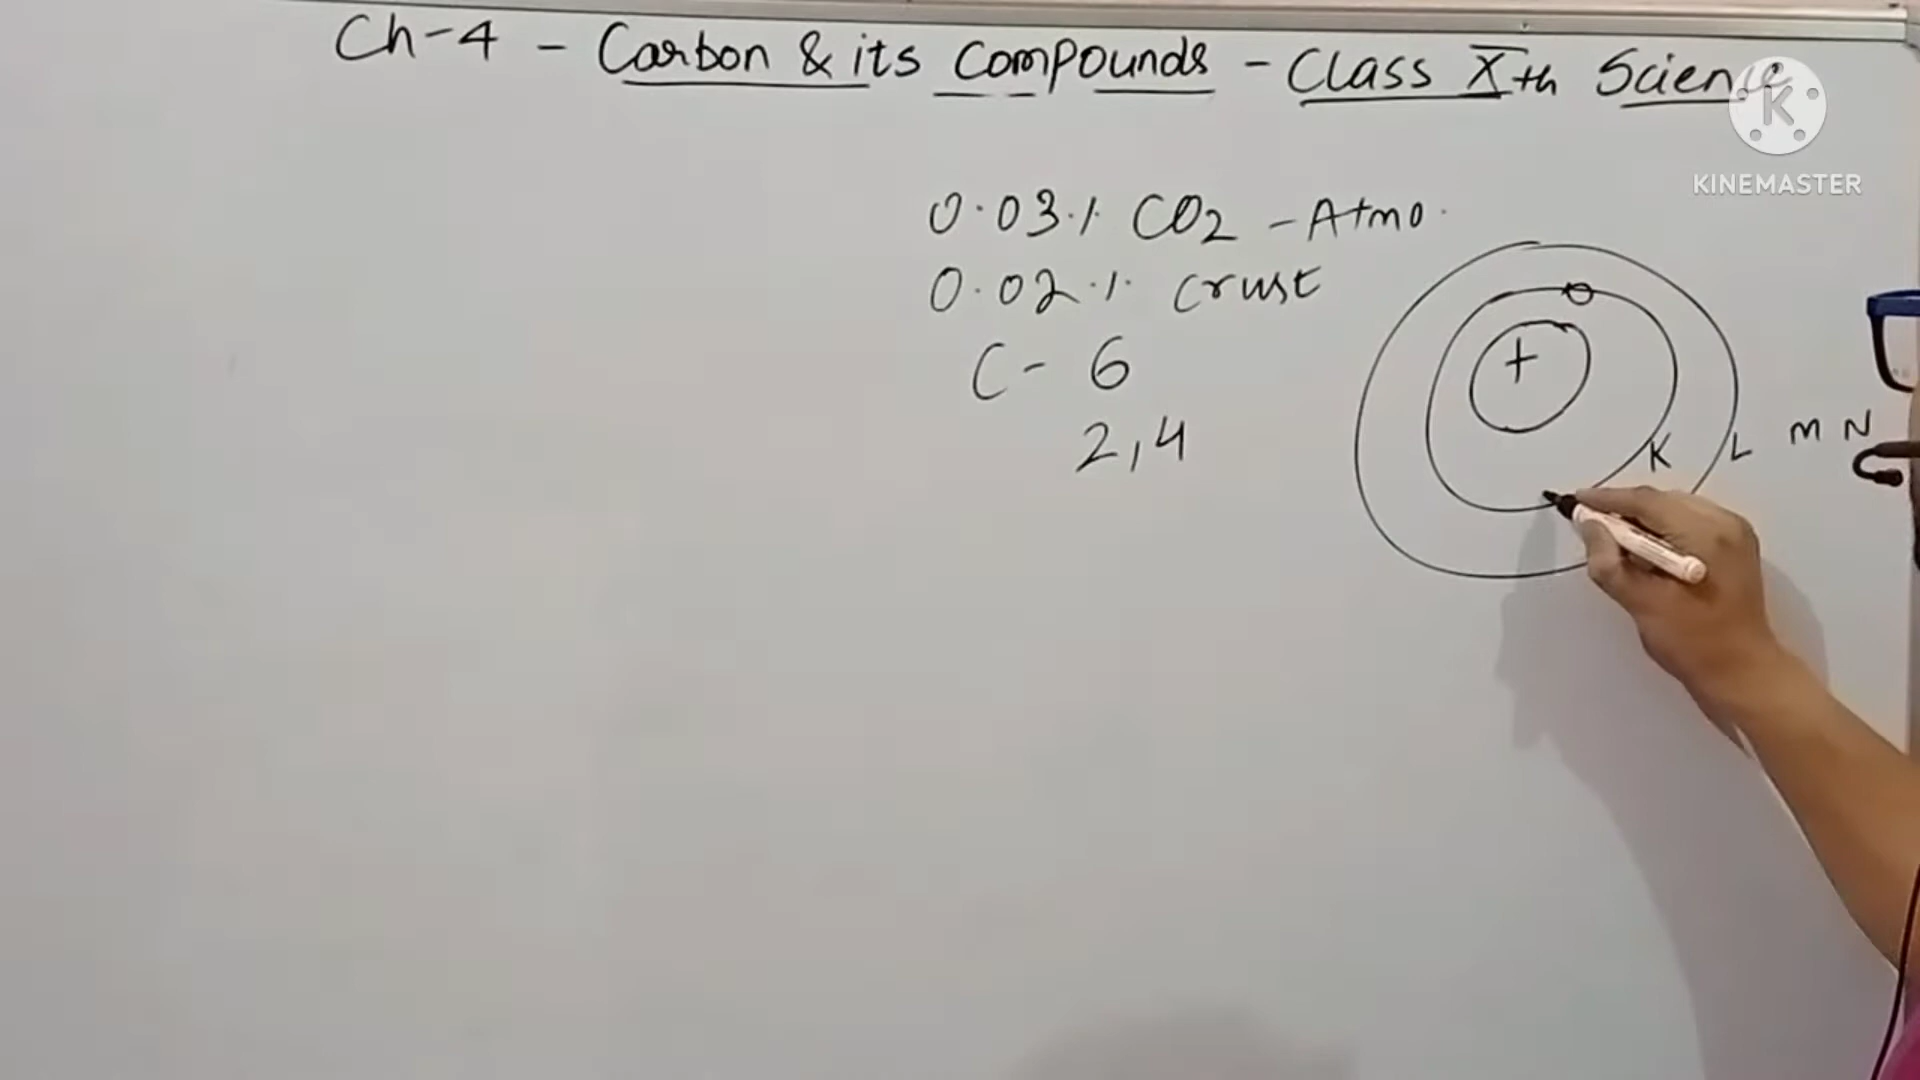 Ch-4 - Carbon & its Compounds - Class Xth Science
K
KINEMASTER
0.03% CO2 - Atmo.
0.02% Crust
C - 6
2,4
+
K L M N